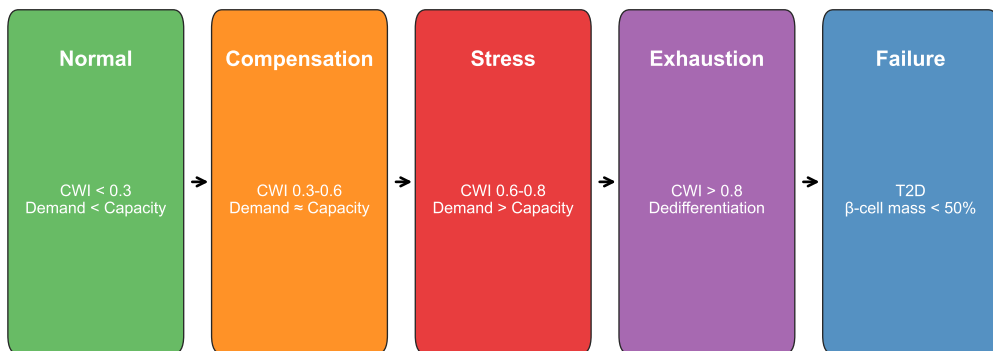 Normal
CWI < 0.3
Demand < Capacity
Compensation
CWI 0.3-0.6
Demand ≈ Capacity
Stress
CWI 0.6-0.8
Demand > Capacity
Exhaustion
CWI > 0.8
Dedifferentiation
Failure
T2D
β-cell mass < 50%